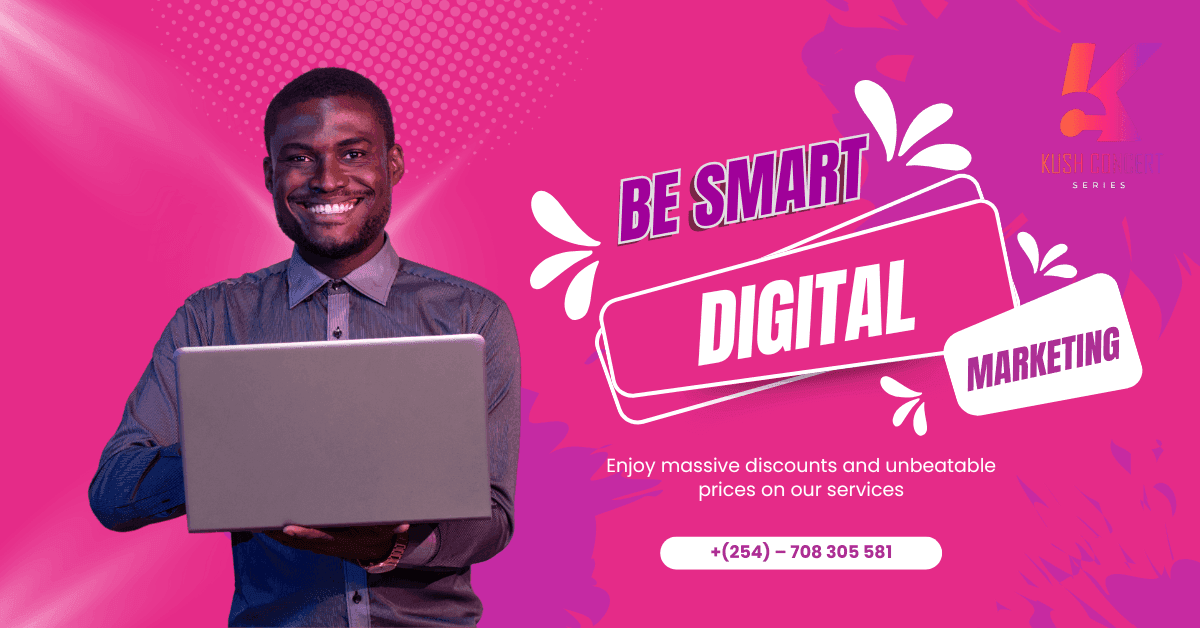 BE SMART
DIGITAL
MARKETING
SERIES
Enjoy massive discounts and unbeatable
prices on our services
+(254) – 708 305 581